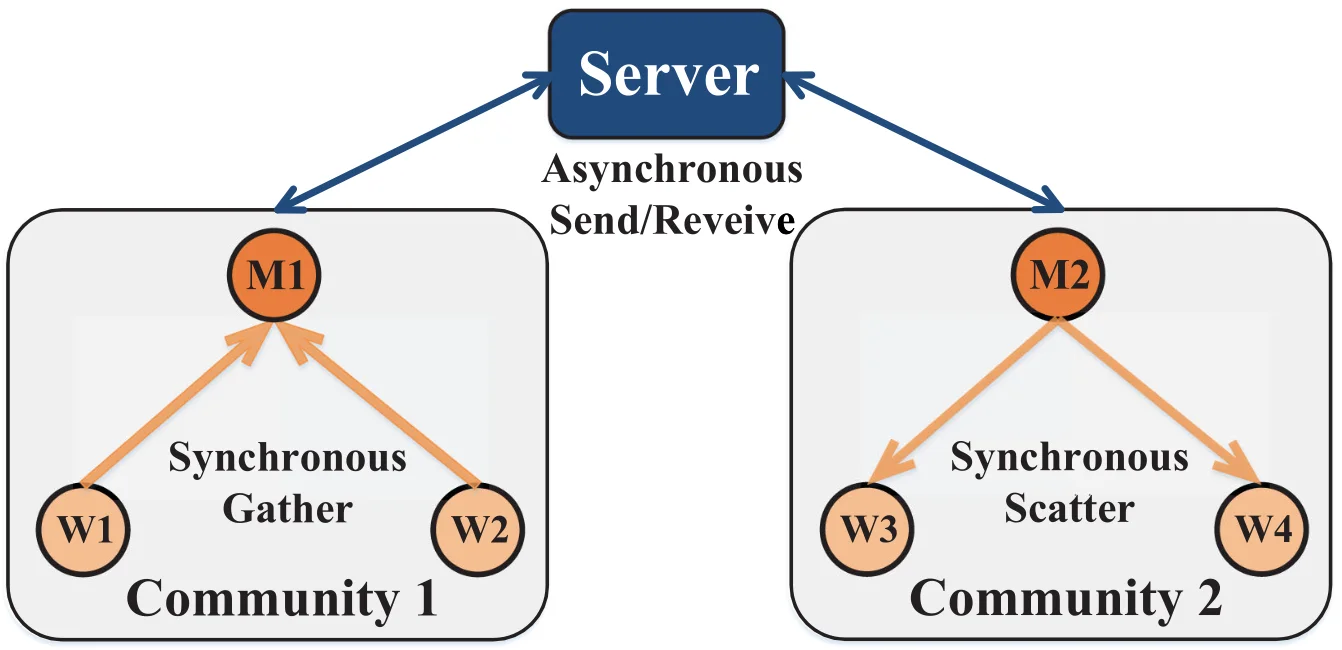 Server
Asynchronous
Send/Reveive
M1
M2
Synchronous
Gather
Synchronous
Scatter
W1
W2
W3
W4
Community 1
Community 2